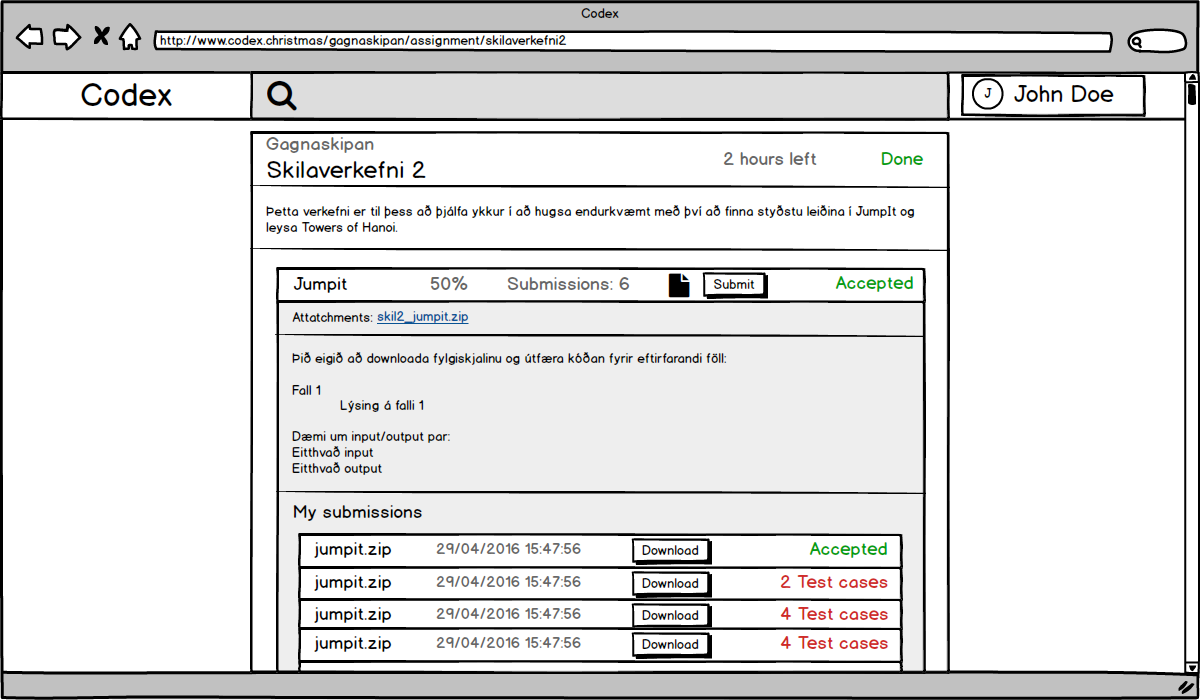 Codex
http://www.codex.christmas/gagnaskipan/assignment/skilaverkefni2
Codex
J John Doe
Gagnaskipan
Skilaverkefni 2
2 hours left Done
Þetta verkefni er til þess að þjálfa ykkur í að hugsa endurkvæmt með því að finna styðstu leiðina í JumpIt og
leysa Towers of Hanoi.
Jumpit 50% Submissions: 6 Submit Accepted
Attatchments: skil2_jumpit.zip
Þið eigið að downloada fylgiskjalinu og útfæra kóðan fyrir eftirfarandi föll:
Fall 1
Lýsing á falli 1
Dæmi um input/output par:
Eitthvað input
Eitthvað output
My submissions
jumpit.zip 29/04/2016 15:47:56 Download Accepted
jumpit.zip 29/04/2016 15:47:56 Download 2 Test cases
jumpit.zip 29/04/2016 15:47:56 Download 4 Test cases
jumpit.zip 29/04/2016 15:47:56 Download 4 Test cases